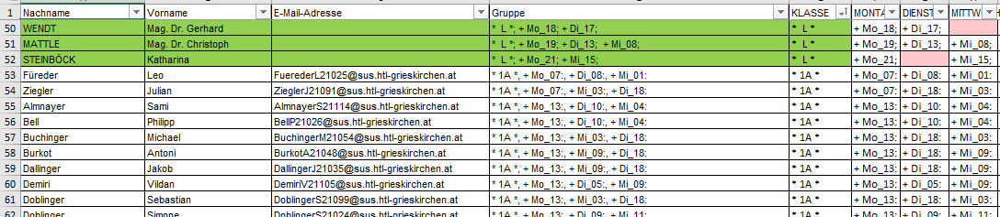 1 Nachname Vorname E-Mail-Adresse Gruppe KLASSE MONTA DIENST MITTW
50 WENDT Mag. Dr. Gerhard * L *; + Mo_18; + Di_17; * L * + Mo_18; + Di_17;
51 MATTLE Mag. Dr. Christoph * L *; + Mo_19; + Di_13; + Mi_08; * L * + Mo_19; + Di_13; + Mi_08;
52 STEINBÖCK Katharina * L *; + Mo_21; + Mi_15; * L * + Mo_21; + Mi_15;
53 Füreder Leo FuerederL21025@sus.htl-grieskirchen.at * 1A *, + Mo_07:, + Di_08:, + Mi_01: * 1A * + Mo_07: + Di_08: + Mi_01:
54 Ziegler Julian ZieglerJ21091@sus.htl-grieskirchen.at * 1A *, + Mo_07:, + Mi_03:, + Di_18: * 1A * + Mo_07: + Di_18: + Mi_03:
55 Almnayer Sami AlmnayerS21114@sus.htl-grieskirchen.at * 1A *, + Mo_13:, + Di_10:, + Mi_04: * 1A * + Mo_13: + Di_10: + Mi_04:
56 Bell Philipp BellP21026@sus.htl-grieskirchen.at * 1A *, + Mo_13:, + Di_10:, + Mi_04: * 1A * + Mo_13: + Di_10: + Mi_04:
57 Buchinger Michael BuchingerM21054@sus.htl-grieskirchen.at * 1A *, + Mo_13:, + Mi_04:, + Di_18: * 1A * + Mo_13: + Di_18: + Mi_04:
58 Burkot Antoni BurkotA21048@sus.htl-grieskirchen.at * 1A *, + Mo_13:, + Mi_09:, + Di_18: * 1A * + Mo_13: + Di_18: + Mi_09:
59 Dallinger Jakob DallingerJ21035@sus.htl-grieskirchen.at * 1A *, + Mo_13:, + Mi_09:, + Di_18: * 1A * + Mo_13: + Di_18: + Mi_09:
60 Demiri Vildan DemiriV21105@sus.htl-grieskirchen.at * 1A *, + Mo_13:, + Di_05:, + Mi_09: * 1A * + Mo_13: + Di_05: + Mi_09:
61 Doblinger Sebastian DoblingerS21099@sus.htl-grieskirchen.at * 1A *, + Mo_13:, + Mi_03:, + Di_18: * 1A * + Mo_13: + Di_18: + Mi_03:
62 Doblinger Simone DoblingerS21024@sus.htl-grieskirchen.at * 1A *, + Mo_13:, + Di_09:, + Mi_11: * 1A * + Mo_13: + Di_09: + Mi_11: